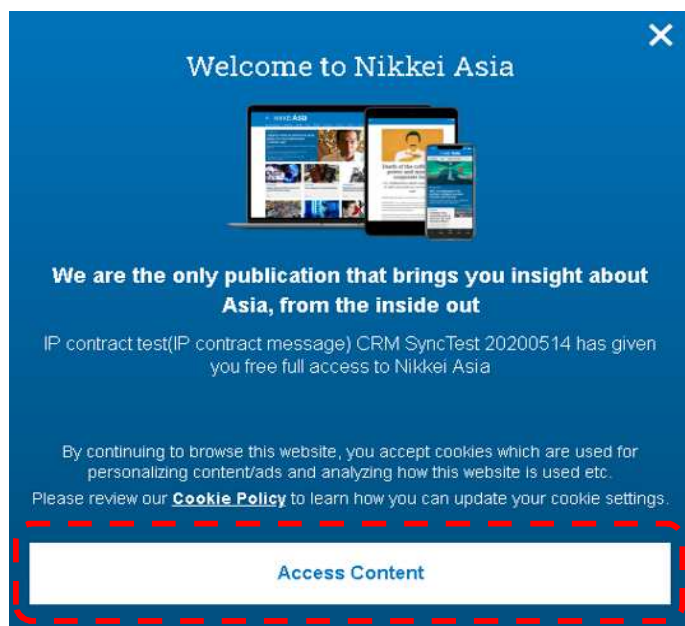 Welcome to Nikkei Asia
We are the only publication that brings you insight about
Asia, from the inside out
IP contract test(IP contract message) CRM SyncTest 20200514 has given
you free full access to Nikkei Asia
By continuing to browse this website, you accept cookies which are used for
personalizing content/ads and analyzing how this website is used etc.
Please review our Cookie Policy to learn how you can update your cookie settings.
Access Content